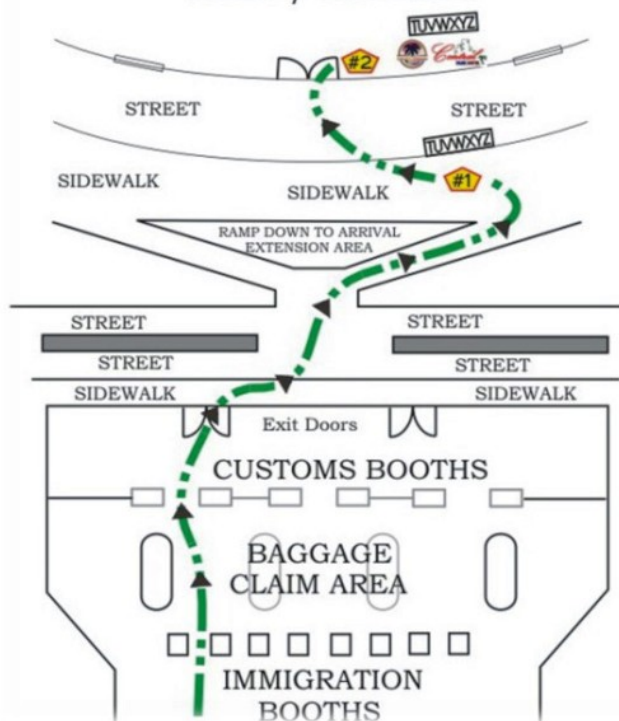 TUVWXYZ
#2
Central
STREET
STREET
TUVWXYZ
SIDEWALK
SIDEWALK
#1
RAMP DOWN TO ARRIVAL
EXTENSION AREA
STREET
STREET
STREET
STREET
SIDEWALK
SIDEWALK
Exit Doors
CUSTOMS BOOTHS
BAGGAGE
CLAIM AREA
IMMIGRATION
BOOTHS